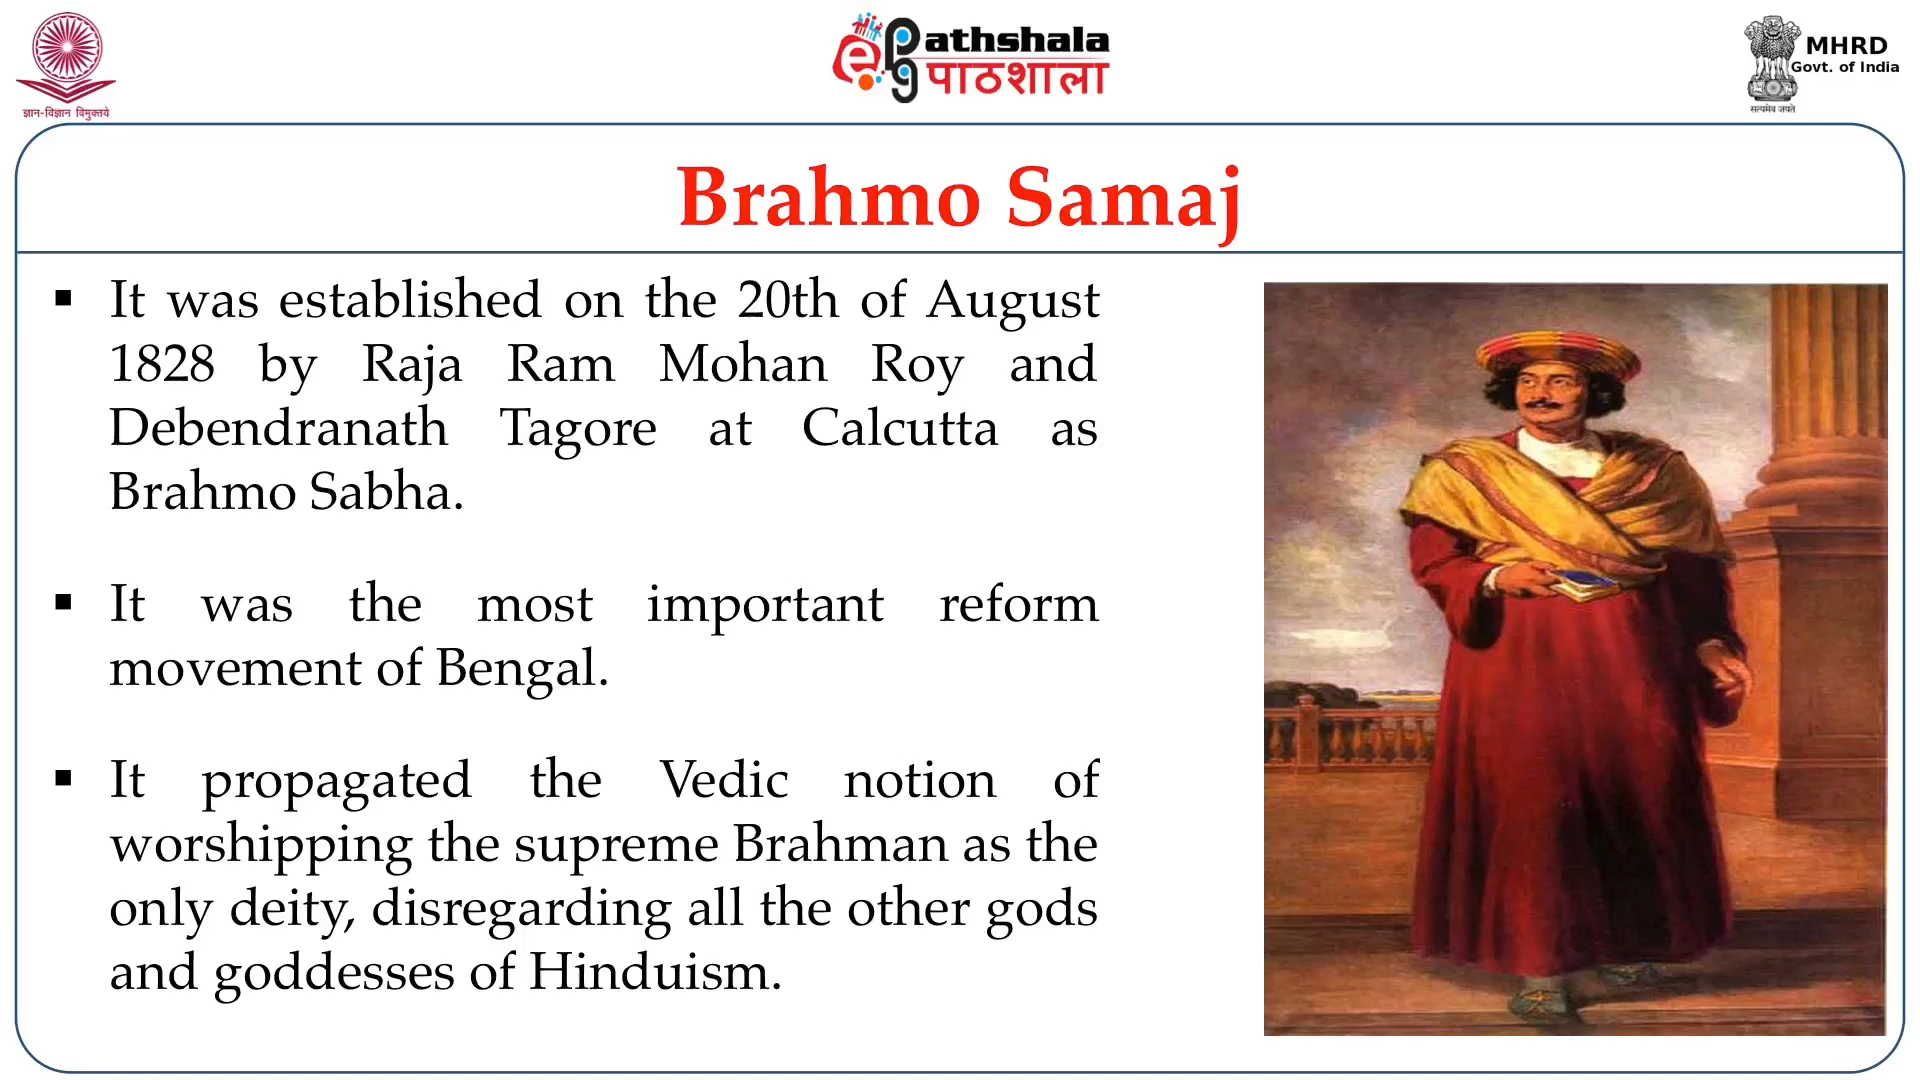 ज्ञान-विज्ञान विमुक्तये
ePG
athshala
पाठशाला
MHRD
Govt. of India
सत्यमेव जयते
Brahmo Samaj
▪ It was established on the 20th of August
1828 by Raja Ram Mohan Roy and
Debendranath Tagore at Calcutta as
Brahmo Sabha.
▪ It was the most important reform
movement of Bengal.
▪ It propagated the Vedic notion of
worshipping the supreme Brahman as the
only deity, disregarding all the other gods
and goddesses of Hinduism.